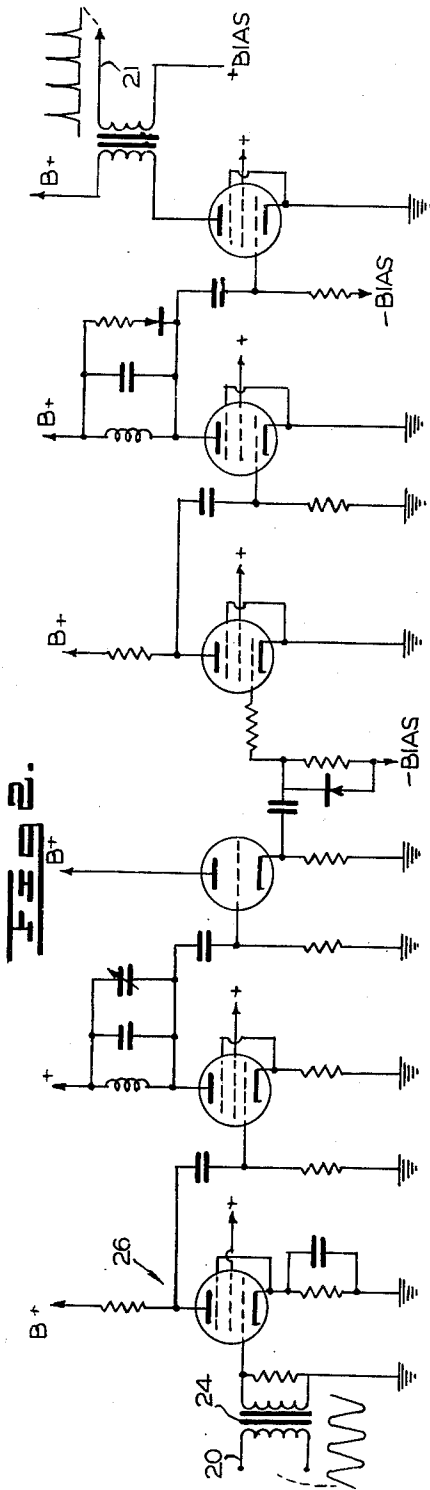 FIG 2.
20
24
B+
26
+
+
+
B+
-BIAS
B+
+
B+
+
-BIAS
B+
+
21
+BIAS